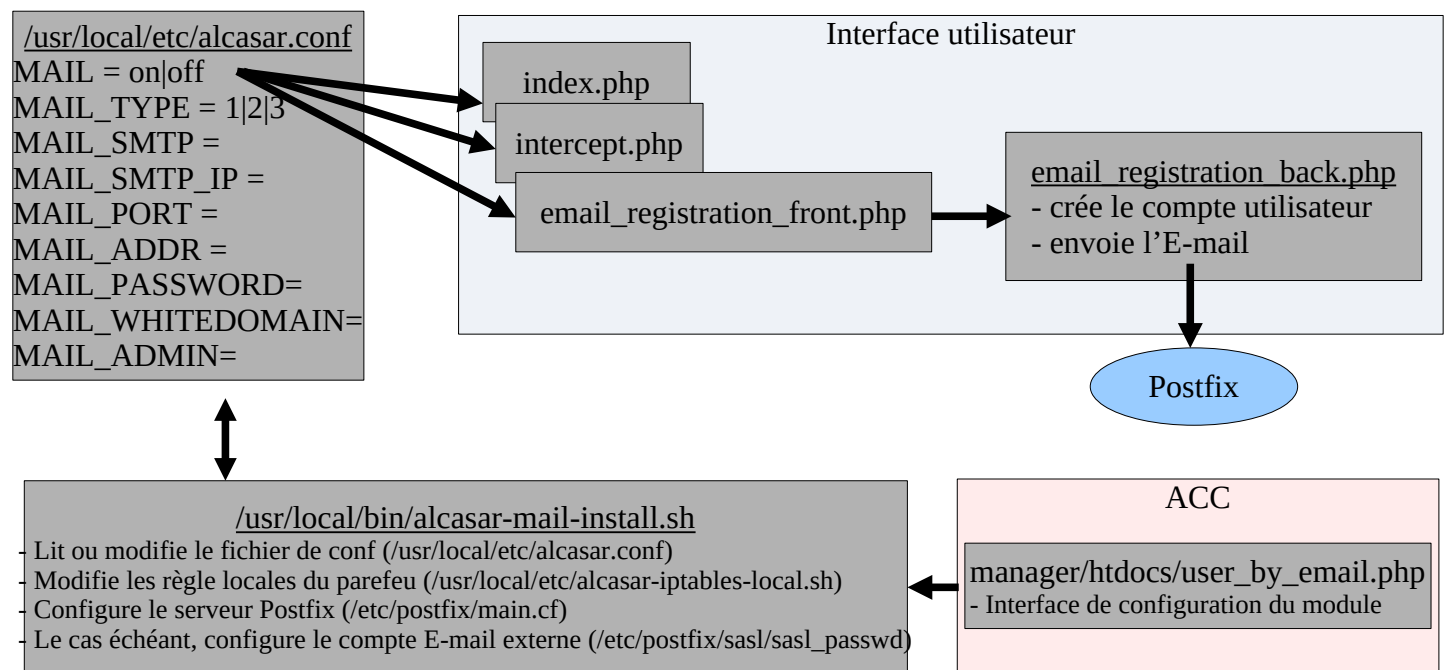 /usr/local/etc/alcasar.conf
MAIL = on|off
MAIL_TYPE = 1|2|3
MAIL_SMTP =
MAIL_SMTP_IP =
MAIL_PORT =
MAIL_ADDR =
MAIL_PASSWORD=
MAIL_WHITEDOMAIN=
MAIL_ADMIN=
Interface utilisateur
index.php
intercept.php
email_registration_front.php
email_registration_back.php
- crée le compte utilisateur
- envoie l’E-mail
Postfix
/usr/local/bin/alcasar-mail-install.sh
- Lit ou modifie le fichier de conf (/usr/local/etc/alcasar.conf)
- Modifie les règle locales du parefeu (/usr/local/etc/alcasar-iptables-local.sh)
- Configure le serveur Postfix (/etc/postfix/main.cf)
- Le cas échéant, configure le compte E-mail externe (/etc/postfix/sasl/sasl_passwd)
ACC
manager/htdocs/user_by_email.php
- Interface de configuration du module